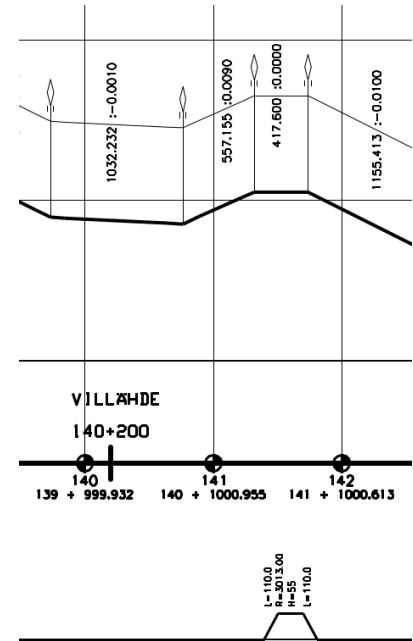 1032.232 :-0.0010
557.155 :0.0090
417.600 :0.0000
1155.413 :-0.0100
VILLÄHDE
140+200
140
141
142
139 + 999.932
140 + 1000.955
141 + 1000.613
L=110.0
R=3013.00
H=55
L=110.0